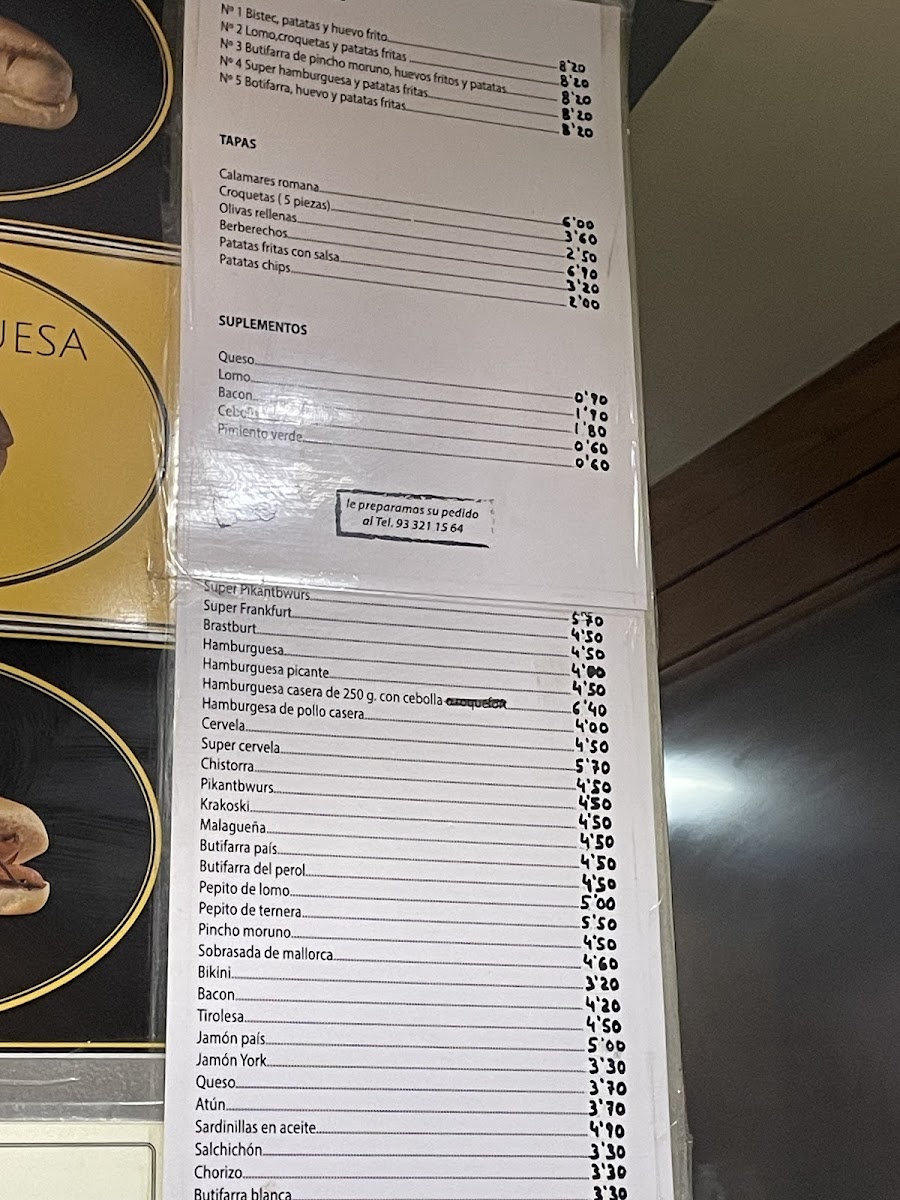 Nº 1 Bistec, patatas y huevo frito 8'20
Nº 2 Lomo,croquetas y patatas fritas 8'20
Nº 3 Butifarra de pincho moruno, huevos fritos y patatas 8'20
Nº 4 Super hamburguesa y patatas fritas 8'20
Nº 5 Botifarra, huevo y patatas fritas 8'20
TAPAS
Calamares romana 6'00
Croquetas ( 5 piezas) 3'60
Olivas rellenas 2'50
Berberechos 6'90
Patatas fritas con salsa 3'20
Patatas chips 2'00
SUPLEMENTOS
Queso 0'90
Lomo 1'90
Bacon 1'80
Cebolla 0'60
Pimiento verde 0'60
le preparamos su pedido
al Tel. 93 321 15 64
UESA
Super Pikantbwurs 5'70
Super Frankfurt 4'50
Brastburt 4'50
Hamburguesa 4'00
Hamburguesa picante 4'50
Hamburguesa casera de 250 g. con cebolla 6'40
Hamburgesa de pollo casera 4'00
Cervela 4'50
Super cervela 5'70
Chistorra 4'50
Pikantbwurs 4'50
Krakoski 4'50
Malagueña 4'50
Butifarra país 4'50
Butifarra del perol 4'50
Pepito de lomo 5'00
Pepito de ternera 5'50
Pincho moruno 4'50
Sobrasada de mallorca 4'60
Bikini 3'20
Bacon 4'20
Tirolesa 4'50
Jamón país 5'00
Jamón York 3'30
Queso 3'70
Atún 3'70
Sardinillas en aceite 4'90
Salchichón 3'30
Chorizo 3'30
Butifarra blanca 3'30